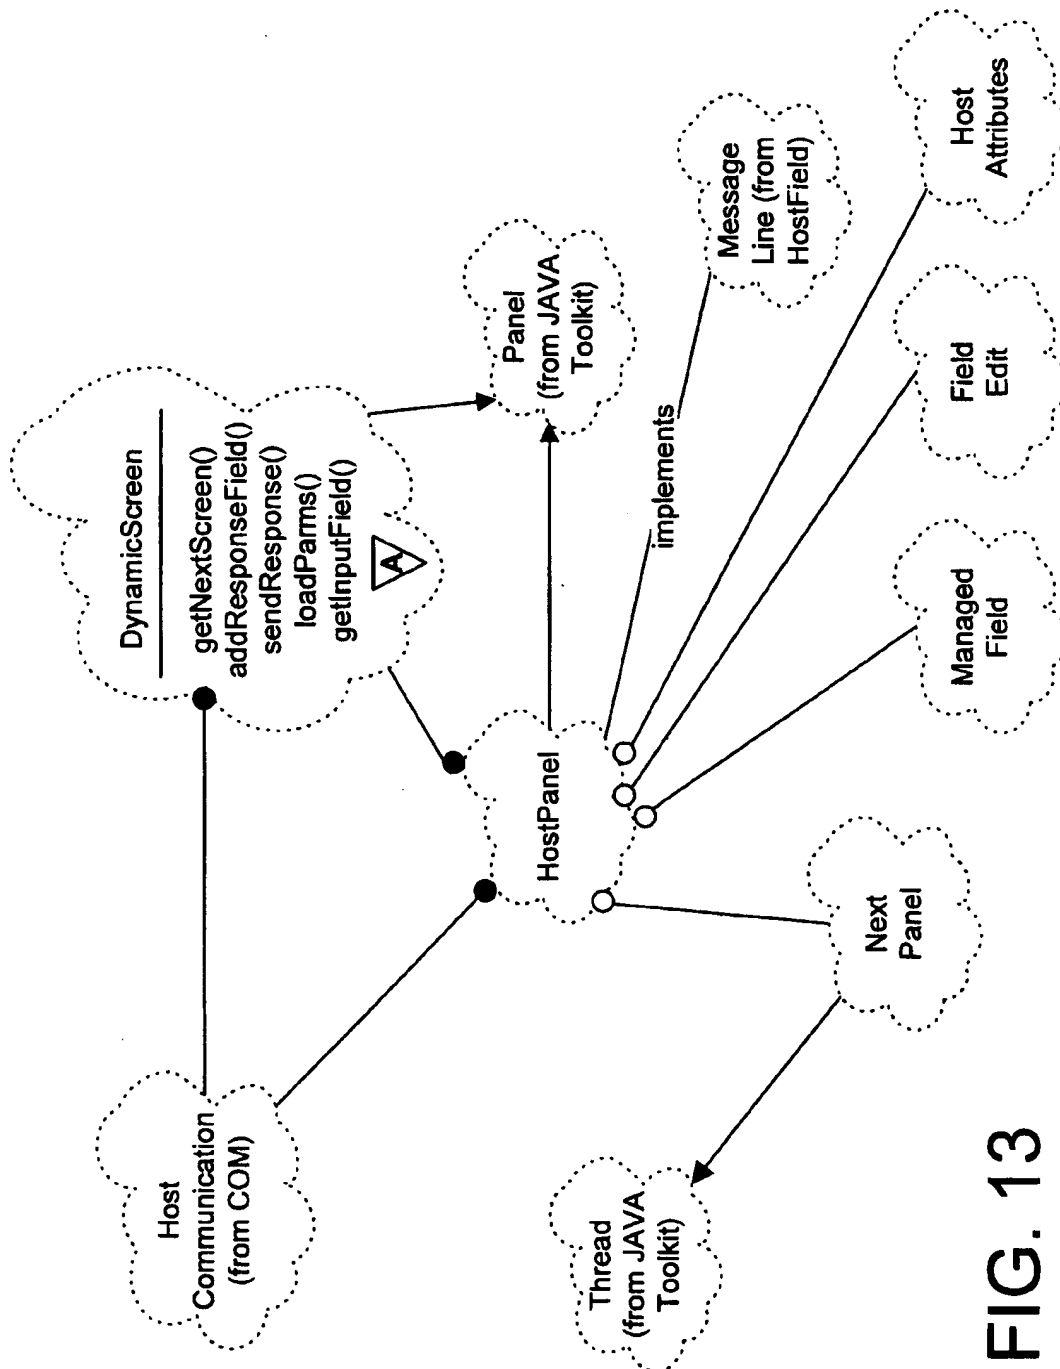 Host
Communication
(from COM)
DynamicScreen
getNextScreen()
addResponseField()
sendResponse()
loadParms()
getInputField()
A
Thread
(from JAVA
Toolkit)
HostPanel
Panel
(from JAVA
Toolkit)
implements
Message
Line (from
HostField)
Next
Panel
Managed
Field
Field
Edit
Host
Attributes
FIG. 13